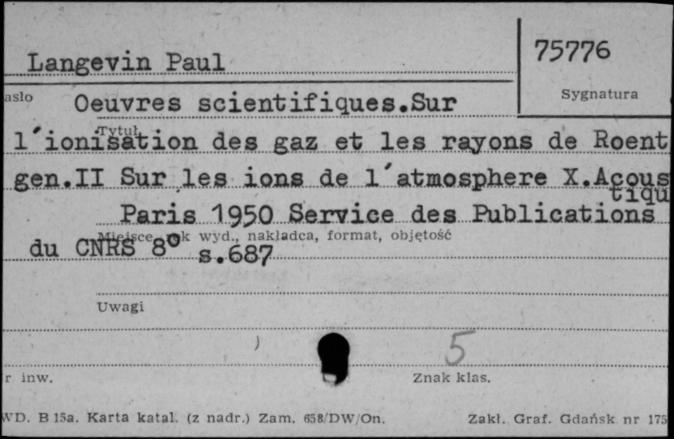 Langevin Paul
75776
asło
Sygnatura
Oeuvres scientifiques.Sur
Tytuł
l'ionisation des gaz et les rayons de Roent
gen.II Sur les ions de l'atmosphere X.Acous
tiqu
Paris 1950 Service des Publications
Miejsce, rok wyd., nakładca, format, objętość
du CNRS 8° s.687
Uwagi
5
r inw.
Znak klas.
WD. B 15a. Karta katal. (z nadr.) Zam. 658/DW/On.
Zakł. Graf. Gdańsk nr 175